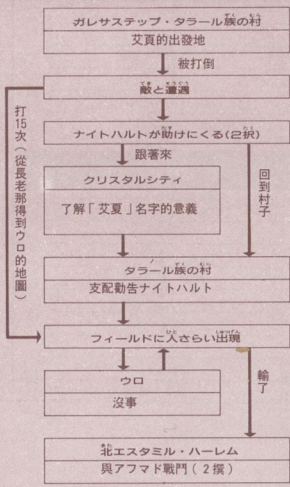 ガレサステップ・タラール族の村
艾頁的出發地
被打倒
敵と遭遇
ナイトハルトが助けにくる(2択)
跟著來
クリスタルシティ
了解「艾夏」名字的意義
回到村子
打15次(從長老那得到ウロ的地圖)
タラール族の村
支配勸告ナイトハルト
フィールドに人さらい出現
ウロ
沒事
輸了
北エスタミル・ハーレム
與アフマド戰鬥(2撰)